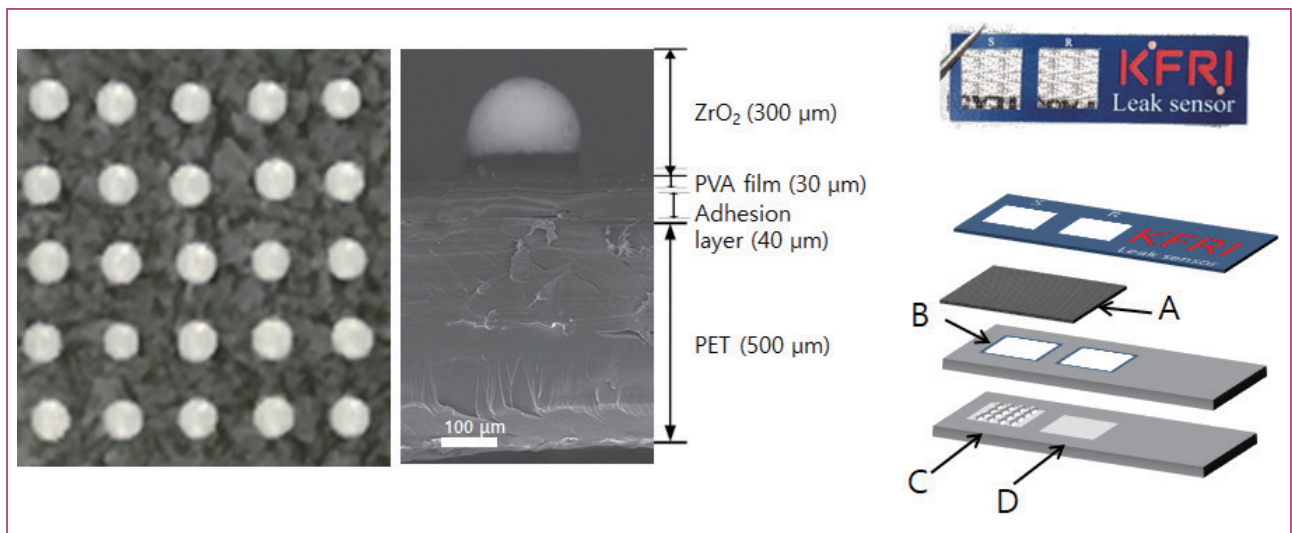 ZrO₂ (300 μm)
PVA film (30 μm)
Adhesion
layer (40 μm)
PET (500 μm)
100 μm
S R
KFRI
Leak sensor
S R
KFRI
Leak sensor
A
B
C
D